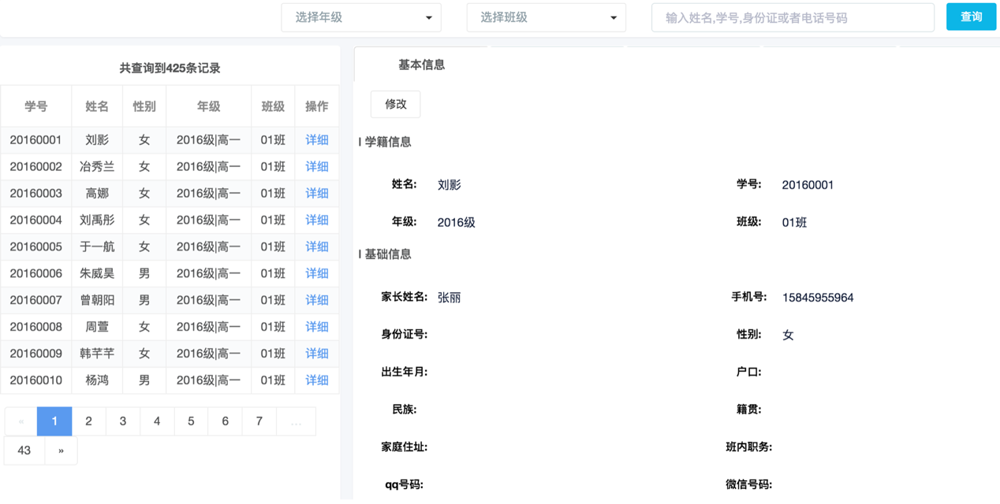 选择年级 选择班级 输入姓名,学号,身份证或者电话号码 查询
共查询到425条记录
学号 姓名 性别 年级 班级 操作
20160001 刘影 女 2016级|高一 01班 详细
20160002 冶秀兰 女 2016级|高一 01班 详细
20160003 高娜 女 2016级|高一 01班 详细
20160004 刘禹彤 女 2016级|高一 01班 详细
20160005 于一航 女 2016级|高一 01班 详细
20160006 朱威昊 男 2016级|高一 01班 详细
20160007 曾朝阳 男 2016级|高一 01班 详细
20160008 周萱 女 2016级|高一 01班 详细
20160009 韩芊芊 女 2016级|高一 01班 详细
20160010 杨鸿 男 2016级|高一 01班 详细
« 1 2 3 4 5 6 7 ...
43 »
基本信息
修改
I 学籍信息
姓名: 刘影 学号: 20160001
年级: 2016级 班级: 01班
I 基础信息
家长姓名: 张丽 手机号: 15845955964
身份证号: 性别: 女
出生年月: 户口:
民族: 籍贯:
家庭住址: 班内职务:
qq号码: 微信号码: